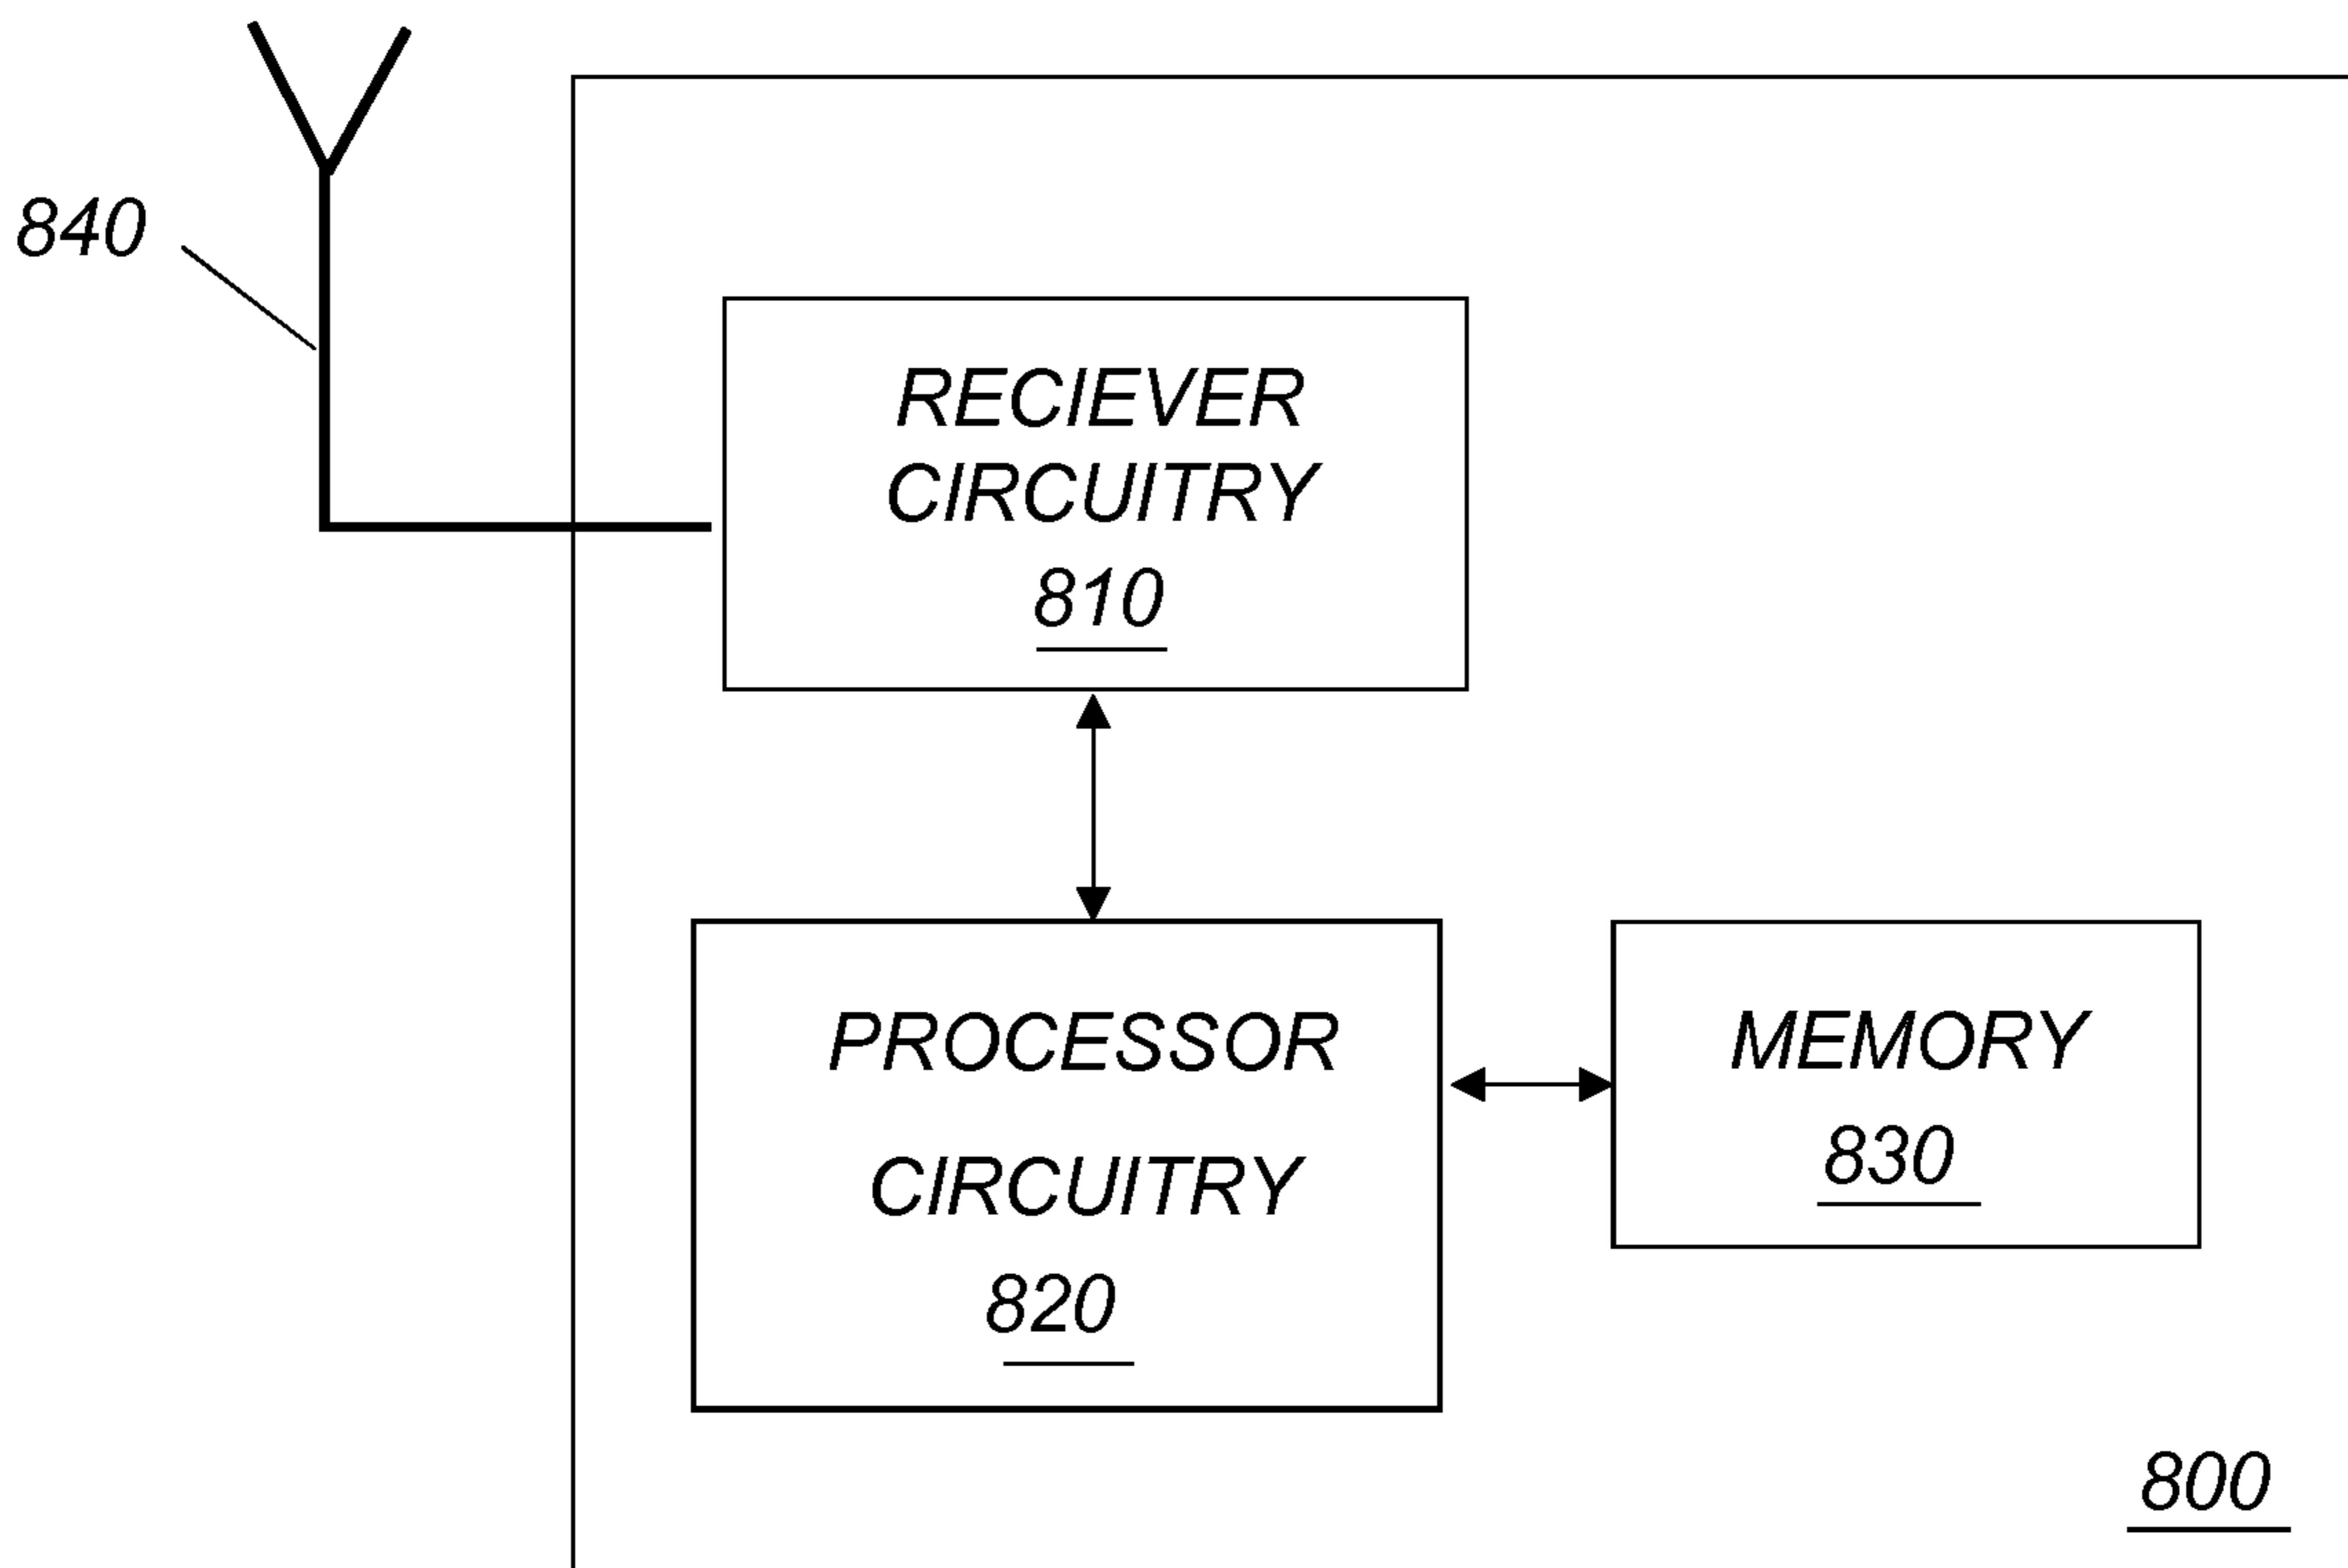 840
RECIEVER
CIRCUITRY
810
PROCESSOR
CIRCUITRY
820
MEMORY
830
800